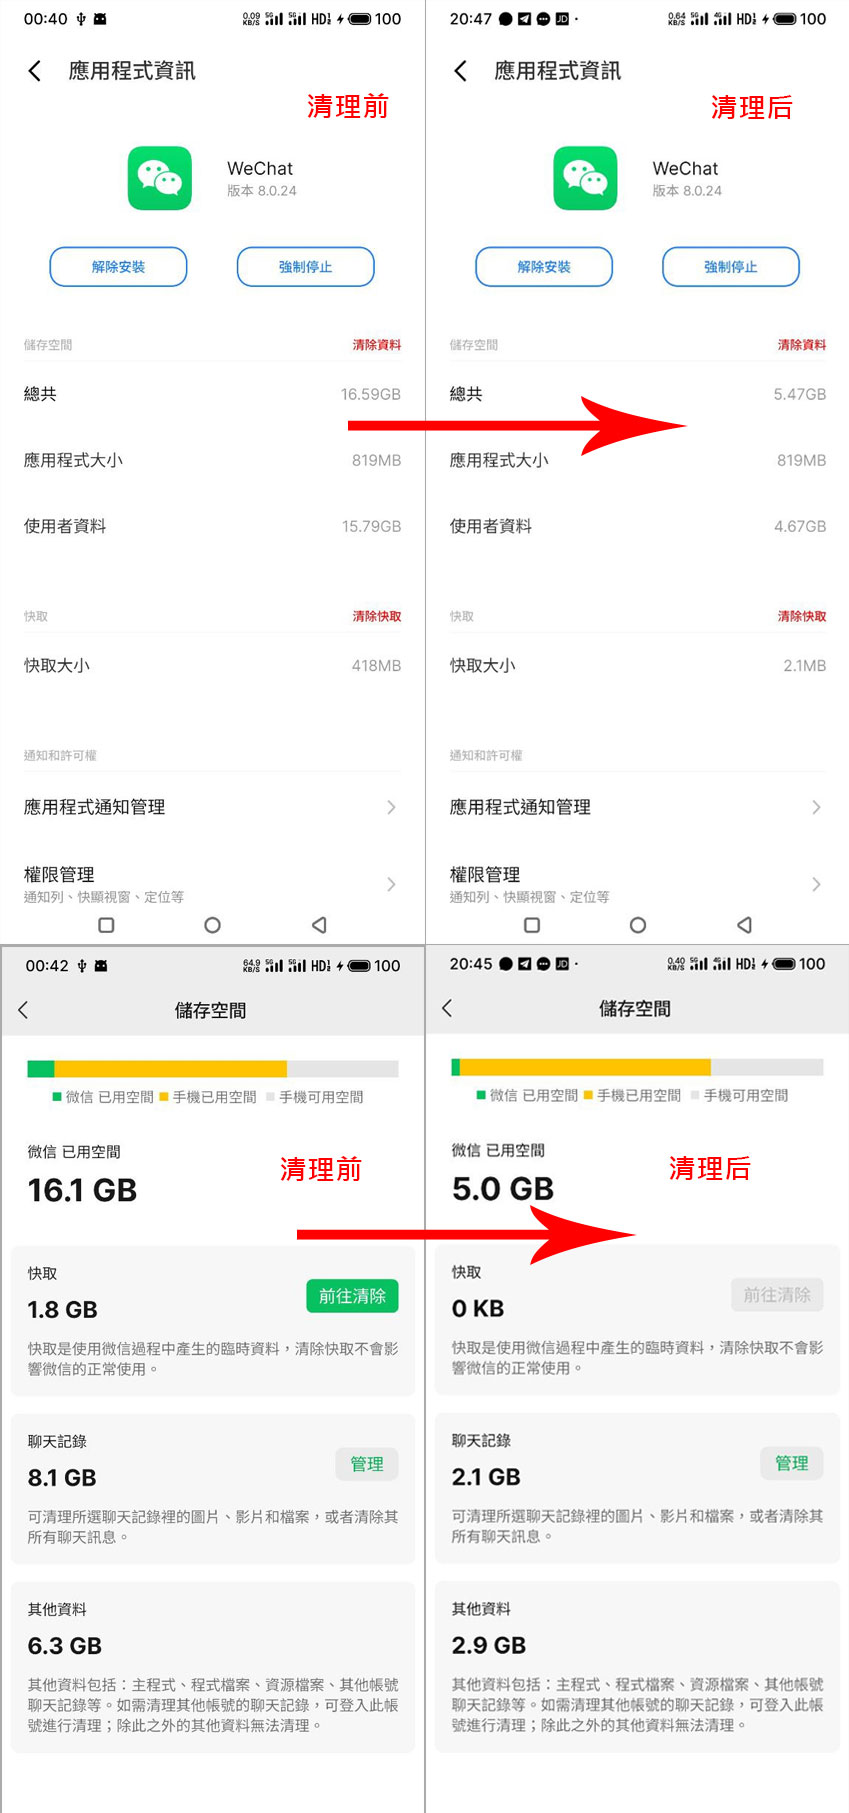 00:40 0.09 KB/S 5G 5G HD 100
應用程式資訊
清理前
WeChat
版本 8.0.24
解除安裝 強制停止
儲存空間 清除資料
總共 16.59GB
應用程式大小 819MB
使用者資料 15.79GB
快取 清除快取
快取大小 418MB
通知和許可權
應用程式通知管理
權限管理
通知列、快顯視窗、定位等
20:47 JD 0.64 KB/S 5G 4G HD 100
應用程式資訊
清理后
WeChat
版本 8.0.24
解除安裝 強制停止
儲存空間 清除資料
總共 5.47GB
應用程式大小 819MB
使用者資料 4.67GB
快取 清除快取
快取大小 2.1MB
通知和許可權
應用程式通知管理
權限管理
通知列、快顯視窗、定位等
00:42 64.9 KB/S 5G 5G HD 100
儲存空間
微信 已用空間 手機已用空間 手機可用空間
微信 已用空間
清理前
16.1 GB
快取
1.8 GB
前往清除
快取是使用微信過程中產生的臨時資料，清除快取不會影
響微信的正常使用。
聊天記錄
8.1 GB
管理
可清理所選聊天記錄裡的圖片、影片和檔案，或者清除其
所有聊天訊息。
其他資料
6.3 GB
其他資料包括：主程式、程式檔案、資源檔案、其他帳號
聊天記錄等。如需清理其他帳號的聊天記錄，可登入此帳
號進行清理；除此之外的其他資料無法清理。
20:45 JD 0.40 KB/S 5G 4G HD 100
儲存空間
微信 已用空間 手機已用空間 手機可用空間
微信 已用空間
清理后
5.0 GB
快取
0 KB
前往清除
快取是使用微信過程中產生的臨時資料，清除快取不會影
響微信的正常使用。
聊天記錄
2.1 GB
管理
可清理所選聊天記錄裡的圖片、影片和檔案，或者清除其
所有聊天訊息。
其他資料
2.9 GB
其他資料包括：主程式、程式檔案、資源檔案、其他帳號
聊天記錄等。如需清理其他帳號的聊天記錄，可登入此帳
號進行清理；除此之外的其他資料無法清理。